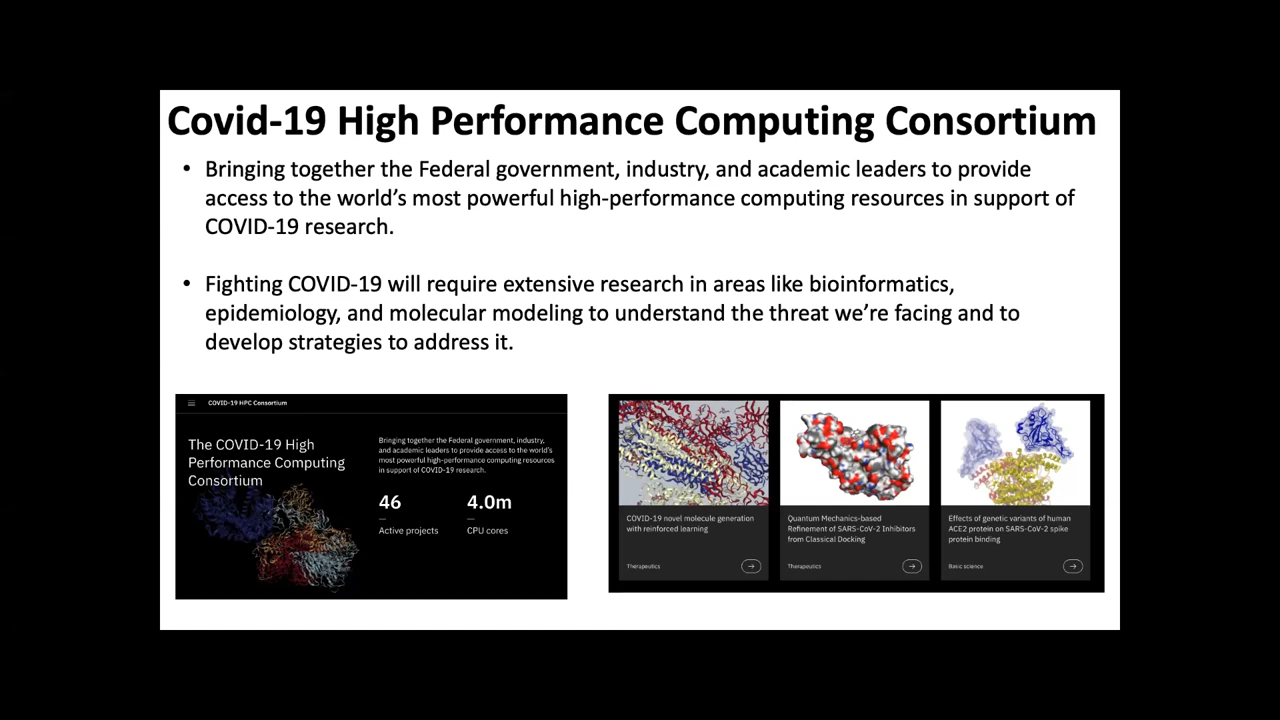 Covid-19 High Performance Computing Consortium
• Bringing together the Federal government, industry, and academic leaders to provide
access to the world's most powerful high-performance computing resources in support of
COVID-19 research.
• Fighting COVID-19 will require extensive research in areas like bioinformatics,
epidemiology, and molecular modeling to understand the threat we're facing and to
develop strategies to address it.
COVID-19 HPC Consortium
The COVID-19 High
Performance Computing
Consortium
Bringing together the Federal government, industry,
and academic leaders to provide access to the world's
most powerful high-performance computing resources
in support of COVID-19 research.
46
Active projects
4.0m
CPU cores
COVID-19 novel molecule generation
with reinforced learning
Therapeutics
Quantum Mechanics-based
Refinement of SARS-CoV-2 Inhibitors
from Classical Docking
Therapeutics
Effects of genetic variants of human
ACE2 protein on SARS-CoV-2 spike
protein binding
Basic science